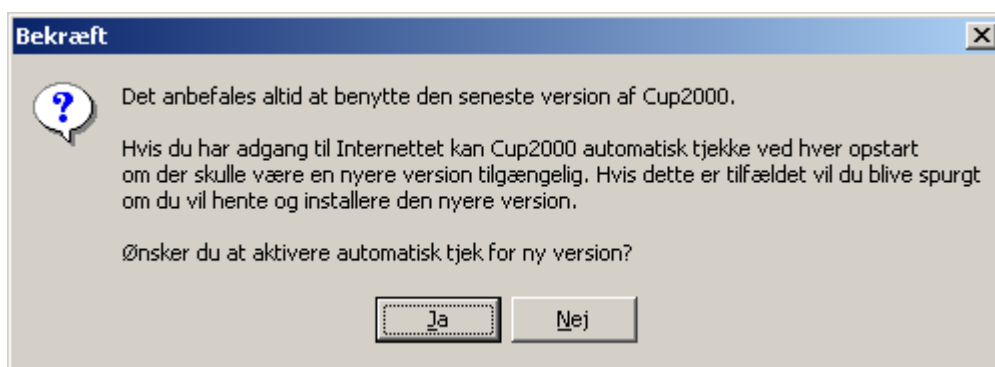 Bekræft
Det anbefales altid at benytte den seneste version af Cup2000.
Hvis du har adgang til Internettet kan Cup2000 automatisk tjekke ved hver opstart
om der skulle være en nyere version tilgængelig. Hvis dette er tilfældet vil du blive spurgt
om du vil hente og installere den nyere version.
Ønsker du at aktivere automatisk tjek for ny version?
Ja
Nej